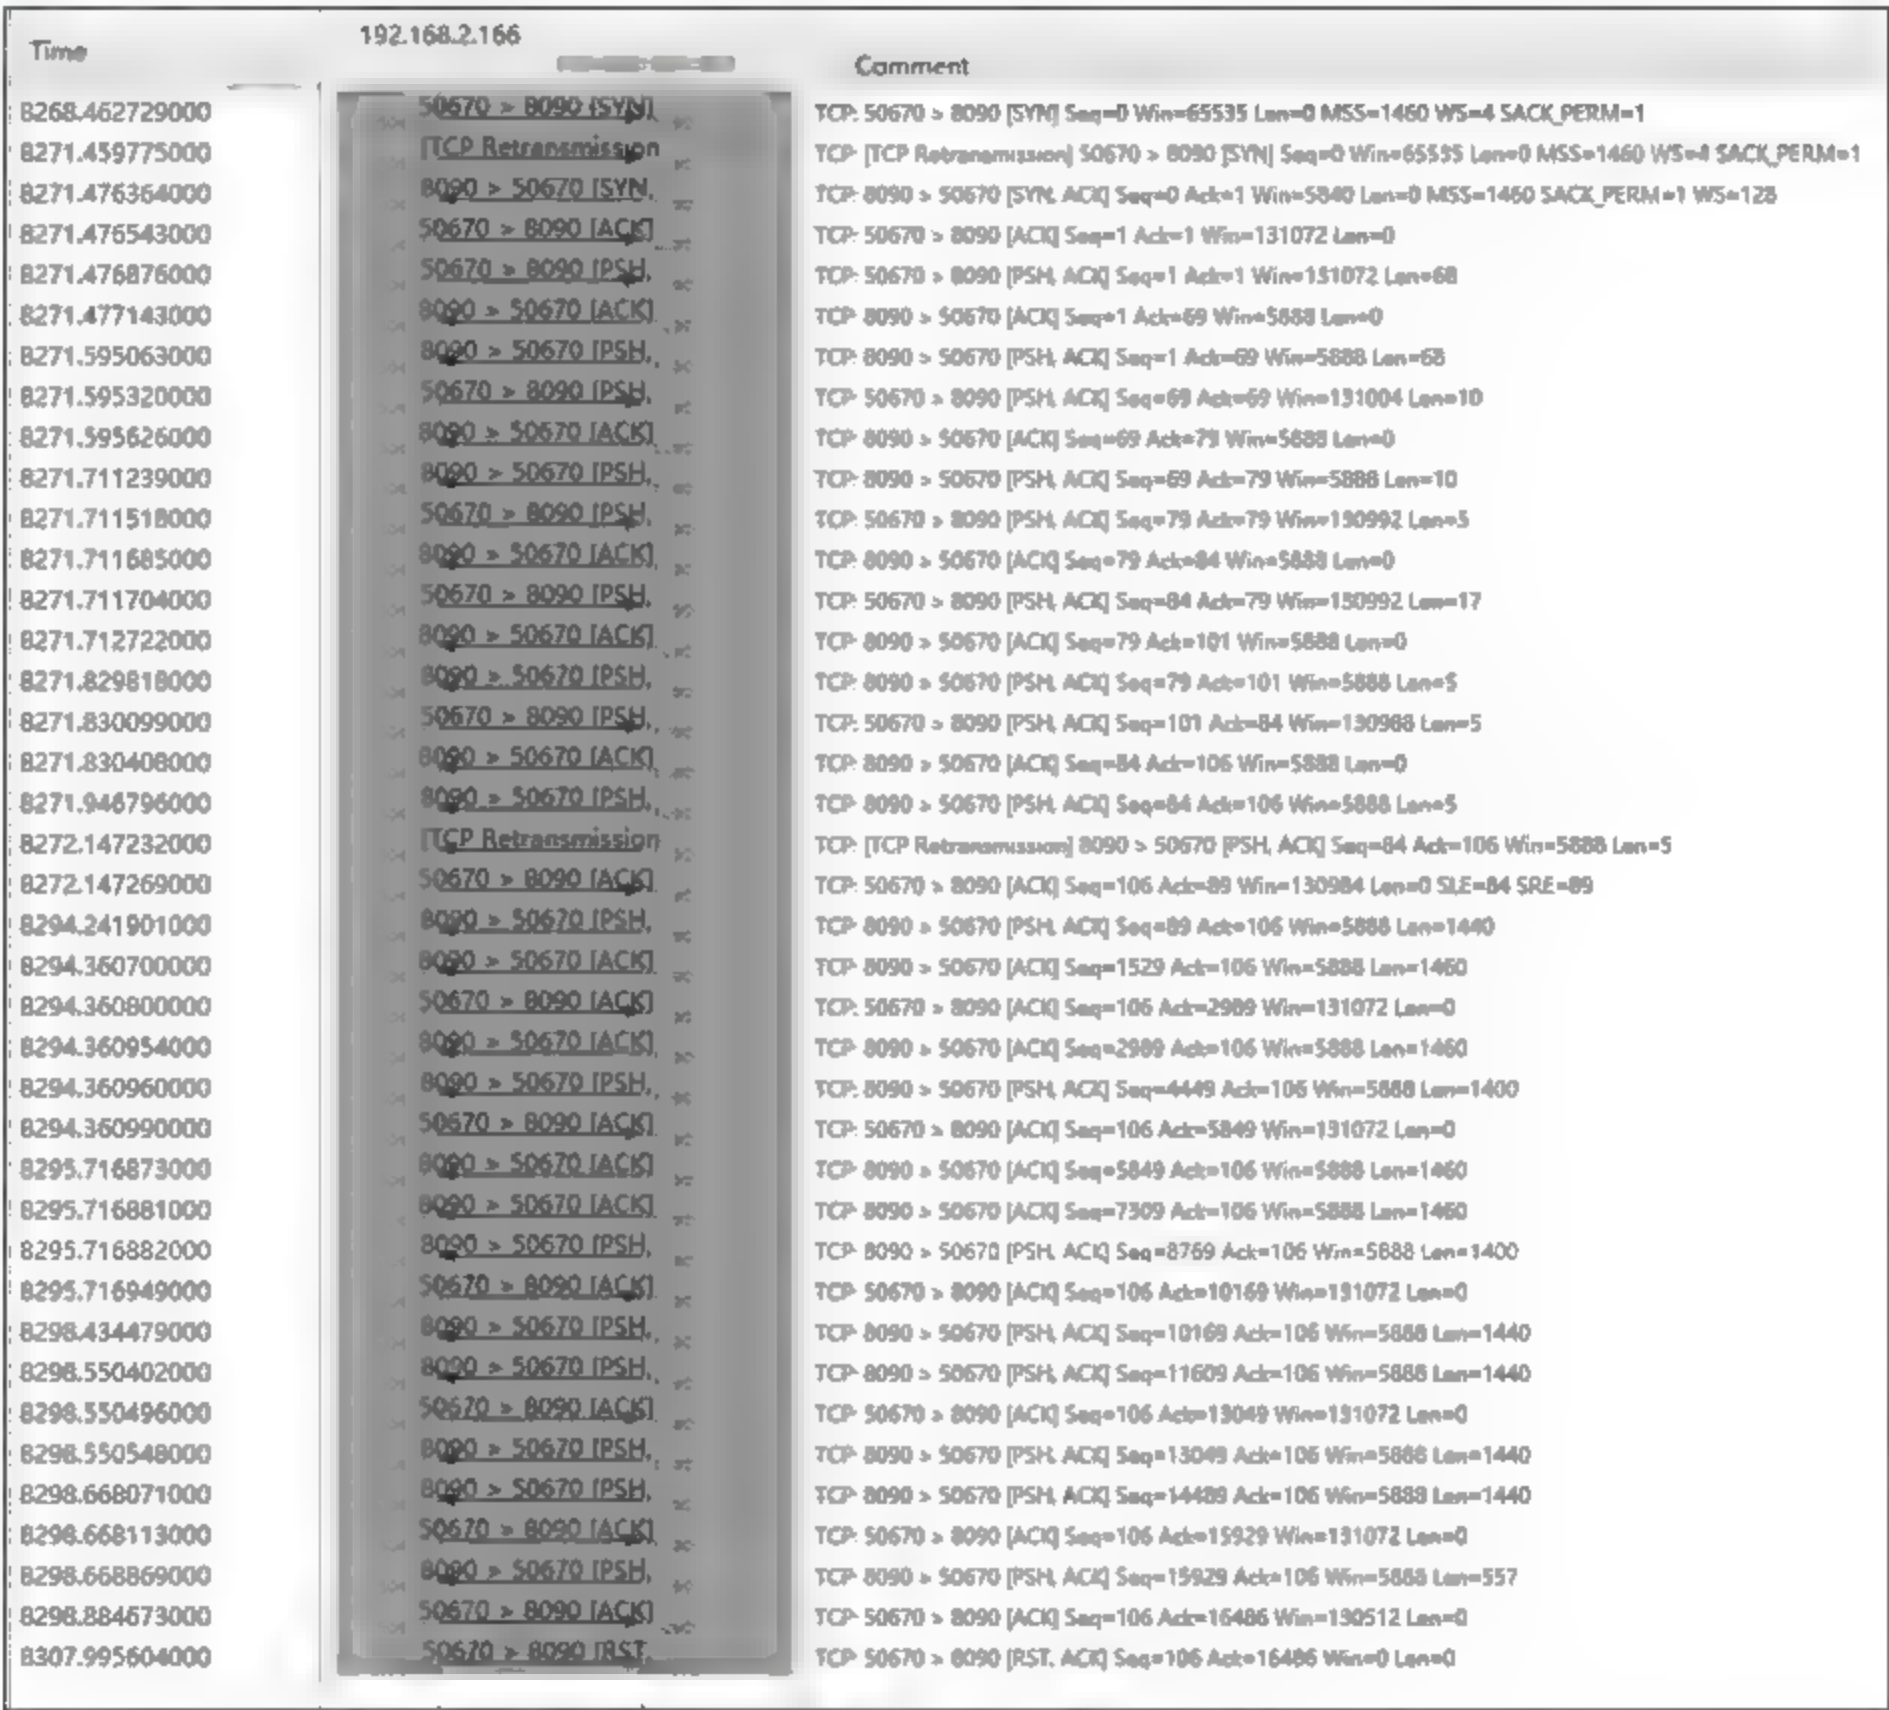 192.168.2.166
Time
Comment
8268.462729000 50670 > 8090 [SYN] TCP: 50670 > 8090 [SYN] Seq=0 Win=65535 Len=0 MSS=1460 WS=4 SACK_PERM=1
8271.459775000 [TCP Retransmission TCP: [TCP Retransmission] 50670 > 8090 [SYN] Seq=0 Win=65535 Len=0 MSS=1460 WS=4 SACK_PERM=1
8271.476364000 8090 > 50670 [SYN, TCP: 8090 > 50670 [SYN, ACK] Seq=0 Ack=1 Win=5840 Len=0 MSS=1460 SACK_PERM=1 WS=128
8271.476543000 50670 > 8090 [ACK] TCP: 50670 > 8090 [ACK] Seq=1 Ack=1 Win=131072 Len=0
8271.476876000 50670 > 8090 [PSH, TCP: 50670 > 8090 [PSH, ACK] Seq=1 Ack=1 Win=131072 Len=68
8271.477143000 8090 > 50670 [ACK] TCP: 8090 > 50670 [ACK] Seq=1 Ack=69 Win=5888 Len=0
8271.595063000 8090 > 50670 [PSH, TCP: 8090 > 50670 [PSH, ACK] Seq=1 Ack=69 Win=5888 Len=68
8271.595320000 50670 > 8090 [PSH, TCP: 50670 > 8090 [PSH, ACK] Seq=69 Ack=69 Win=131004 Len=10
8271.595626000 8090 > 50670 [ACK] TCP: 8090 > 50670 [ACK] Seq=69 Ack=79 Win=5888 Len=0
8271.711239000 8090 > 50670 [PSH, TCP: 8090 > 50670 [PSH, ACK] Seq=69 Ack=79 Win=5888 Len=10
8271.711518000 50670 > 8090 [PSH, TCP: 50670 > 8090 [PSH, ACK] Seq=79 Ack=79 Win=130992 Len=5
8271.711685000 8090 > 50670 [ACK] TCP: 8090 > 50670 [ACK] Seq=79 Ack=84 Win=5888 Len=0
8271.711704000 50670 > 8090 [PSH, TCP: 50670 > 8090 [PSH, ACK] Seq=84 Ack=79 Win=130992 Len=17
8271.712722000 8090 > 50670 [ACK] TCP: 8090 > 50670 [ACK] Seq=79 Ack=101 Win=5888 Len=0
8271.829818000 8090 > 50670 [PSH, TCP: 8090 > 50670 [PSH, ACK] Seq=79 Ack=101 Win=5888 Len=5
8271.830099000 50670 > 8090 [PSH, TCP: 50670 > 8090 [PSH, ACK] Seq=101 Ack=84 Win=130988 Len=5
8271.830408000 8090 > 50670 [ACK] TCP: 8090 > 50670 [ACK] Seq=84 Ack=106 Win=5888 Len=0
8271.946796000 8090 > 50670 [PSH, TCP: 8090 > 50670 [PSH, ACK] Seq=84 Ack=106 Win=5888 Len=5
8272.147232000 [TCP Retransmission TCP: [TCP Retransmission] 8090 > 50670 [PSH, ACK] Seq=84 Ack=106 Win=5888 Len=5
8272.147269000 50670 > 8090 [ACK] TCP: 50670 > 8090 [ACK] Seq=106 Ack=89 Win=130984 Len=0 SLE=84 SRE=89
8294.241901000 8090 > 50670 [PSH, TCP: 8090 > 50670 [PSH, ACK] Seq=89 Ack=106 Win=5888 Len=1440
8294.360700000 8090 > 50670 [ACK] TCP: 8090 > 50670 [ACK] Seq=1529 Ack=106 Win=5888 Len=1460
8294.360800000 50670 > 8090 [ACK] TCP: 50670 > 8090 [ACK] Seq=106 Ack=2989 Win=131072 Len=0
8294.360954000 8090 > 50670 [ACK] TCP: 8090 > 50670 [ACK] Seq=2989 Ack=106 Win=5888 Len=1460
8294.360960000 8090 > 50670 [PSH, TCP: 8090 > 50670 [PSH, ACK] Seq=4449 Ack=106 Win=5888 Len=1400
8294.360990000 50670 > 8090 [ACK] TCP: 50670 > 8090 [ACK] Seq=106 Ack=5849 Win=131072 Len=0
8295.716873000 8090 > 50670 [ACK] TCP: 8090 > 50670 [ACK] Seq=5849 Ack=106 Win=5888 Len=1460
8295.716881000 8090 > 50670 [ACK] TCP: 8090 > 50670 [ACK] Seq=7309 Ack=106 Win=5888 Len=1460
8295.716882000 8090 > 50670 [PSH, TCP: 8090 > 50670 [PSH, ACK] Seq=8769 Ack=106 Win=5888 Len=1400
8295.716949000 50670 > 8090 [ACK] TCP: 50670 > 8090 [ACK] Seq=106 Ack=10169 Win=131072 Len=0
8298.434479000 8090 > 50670 [PSH, TCP: 8090 > 50670 [PSH, ACK] Seq=10169 Ack=106 Win=5888 Len=1440
8298.550402000 8090 > 50670 [PSH, TCP: 8090 > 50670 [PSH, ACK] Seq=11609 Ack=106 Win=5888 Len=1440
8298.550496000 50670 > 8090 [ACK] TCP: 50670 > 8090 [ACK] Seq=106 Ack=13049 Win=131072 Len=0
8298.550548000 8090 > 50670 [PSH, TCP: 8090 > 50670 [PSH, ACK] Seq=13049 Ack=106 Win=5888 Len=1440
8298.668071000 8090 > 50670 [PSH, TCP: 8090 > 50670 [PSH, ACK] Seq=14489 Ack=106 Win=5888 Len=1440
8298.668113000 50670 > 8090 [ACK] TCP: 50670 > 8090 [ACK] Seq=106 Ack=15929 Win=131072 Len=0
8298.668869000 8090 > 50670 [PSH, TCP: 8090 > 50670 [PSH, ACK] Seq=15929 Ack=106 Win=5888 Len=557
8298.884673000 50670 > 8090 [ACK] TCP: 50670 > 8090 [ACK] Seq=106 Ack=16486 Win=130512 Len=0
8307.995604000 50670 > 8090 [RST, TCP: 50670 > 8090 [RST, ACK] Seq=106 Ack=16486 Win=0 Len=0